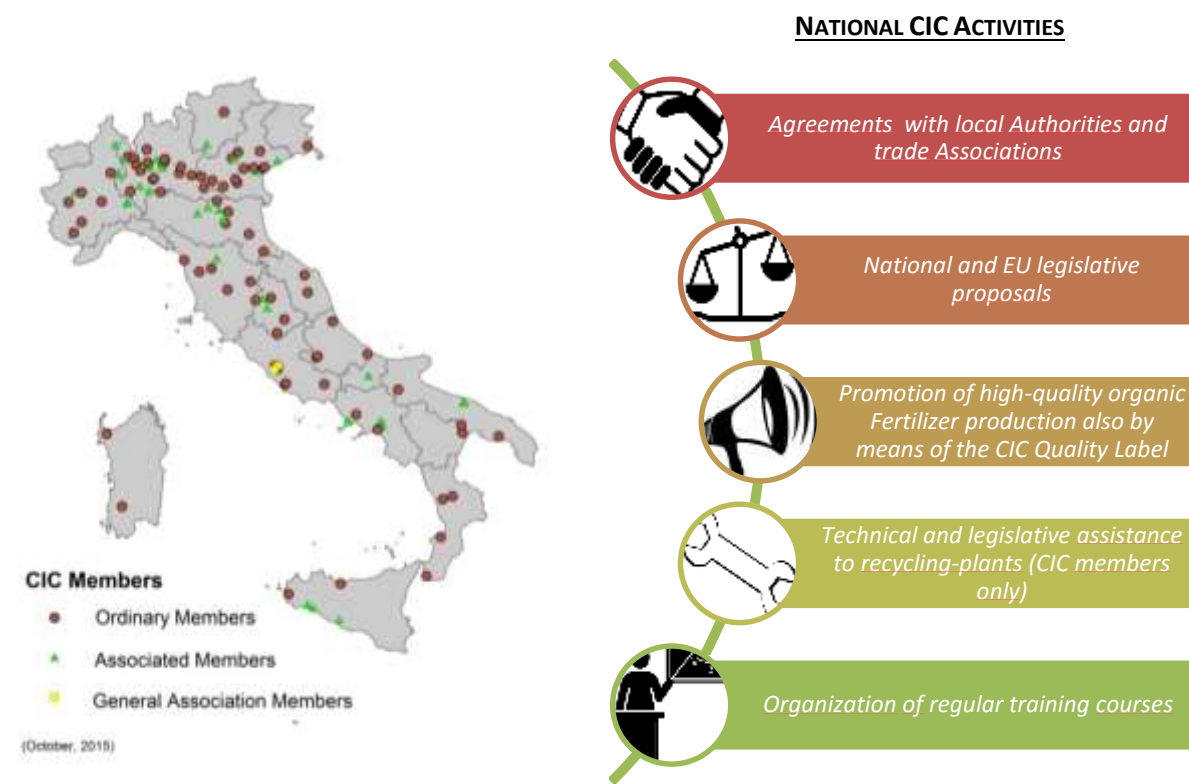 NATIONAL CIC ACTIVITIES
Agreements with local Authorities and
trade Associations
National and EU legislative
proposals
Promotion of high-quality organic
Fertilizer production also by
means of the CIC Quality Label
Technical and legislative assistance
to recycling-plants (CIC members
only)
Organization of regular training courses
CIC Members
Ordinary Members
Associated Members
General Association Members
(October, 2015)